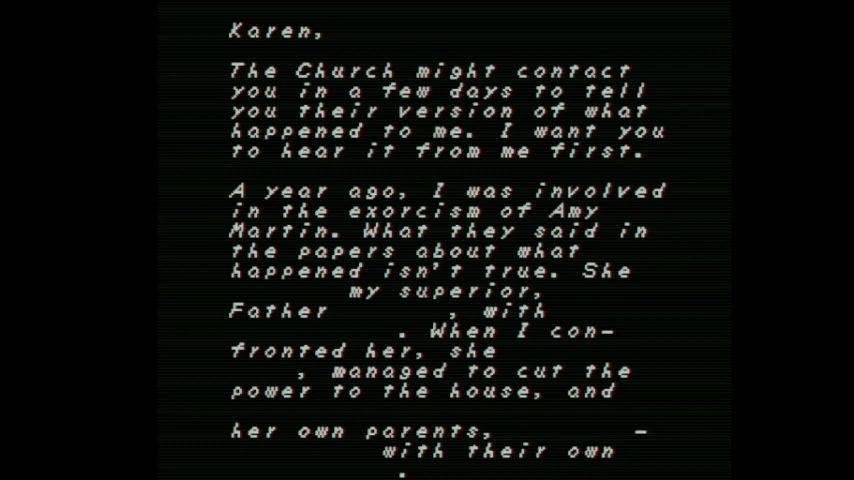 Karen,
The Church might contact
you in a few days to tell
you their version of what
happened to me. I want you
to hear it from me first.
A year ago, I was involved
in the exorcism of Amy
Martin. What they said in
the papers about what
happened isn't true. She
my superior,
Father , with
. When I con-
fronted her, she
, managed to cut the
power to the house, and
her own parents, -
with their own
.